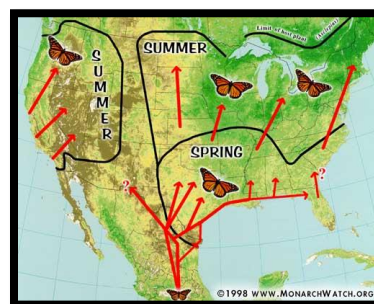 SUMMER
SUMMER
Limit of host plant
SPRING
?
?
©1998 WWW.MONARCHWATCH.ORG